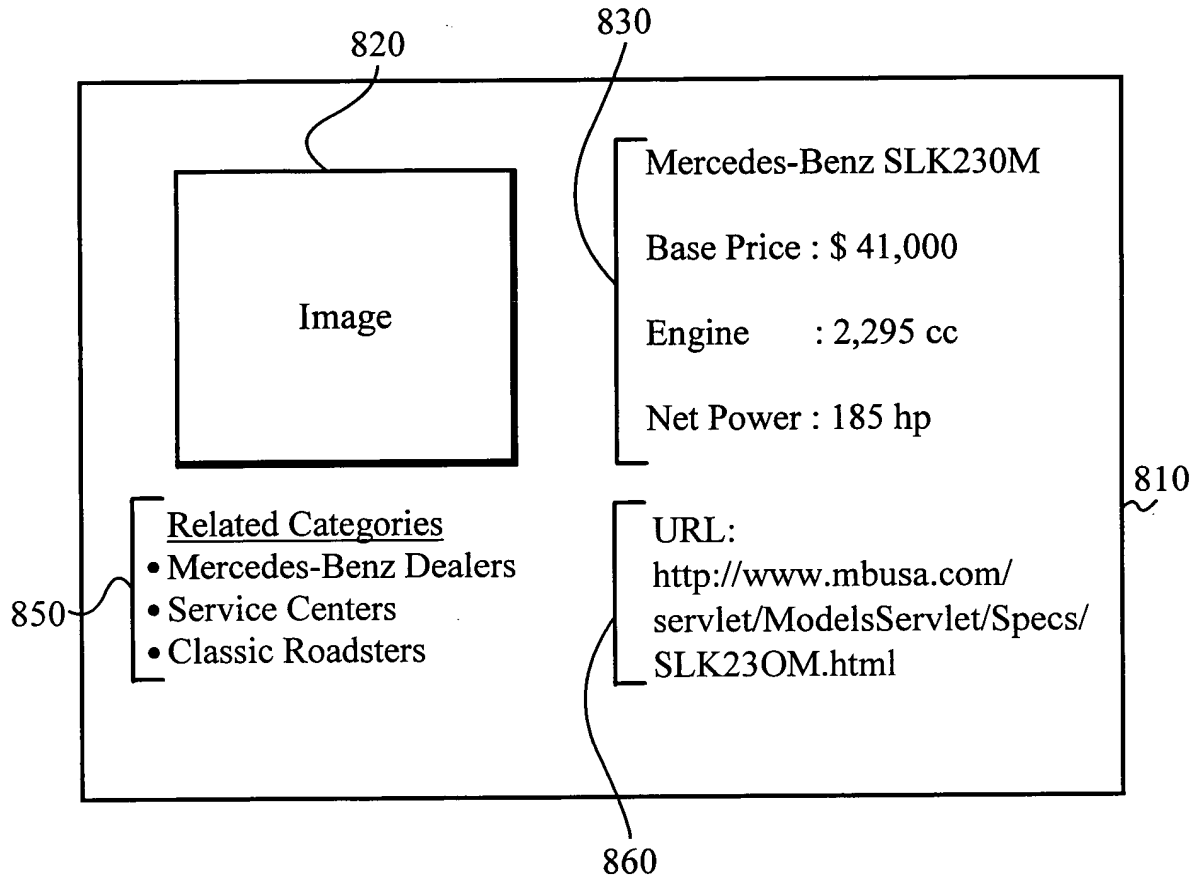 820
830
Image
Mercedes-Benz SLK230M
Base Price : $ 41,000
Engine : 2,295 cc
Net Power : 185 hp
810
850
Related Categories
• Mercedes-Benz Dealers
• Service Centers
• Classic Roadsters
URL:
http://www.mbusa.com/
servlet/ModelsServlet/Specs/
SLK23OM.html
860